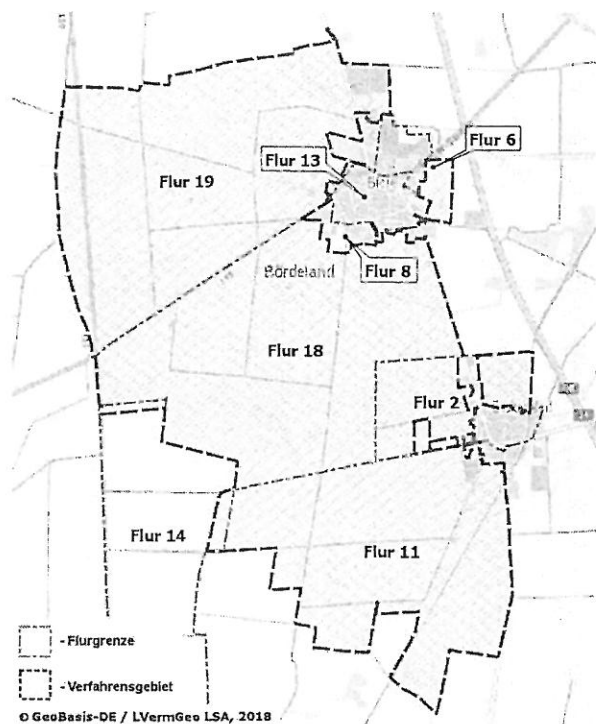 Flur 6
Flur 13
Flur 19
Flur 8
Bördeland
Flur 18
Flur 2
Flur 14
Flur 11
- Flurgrenze
- Verfahrensgebiet
© GeoBasis-DE / LVermGeo LSA, 2018